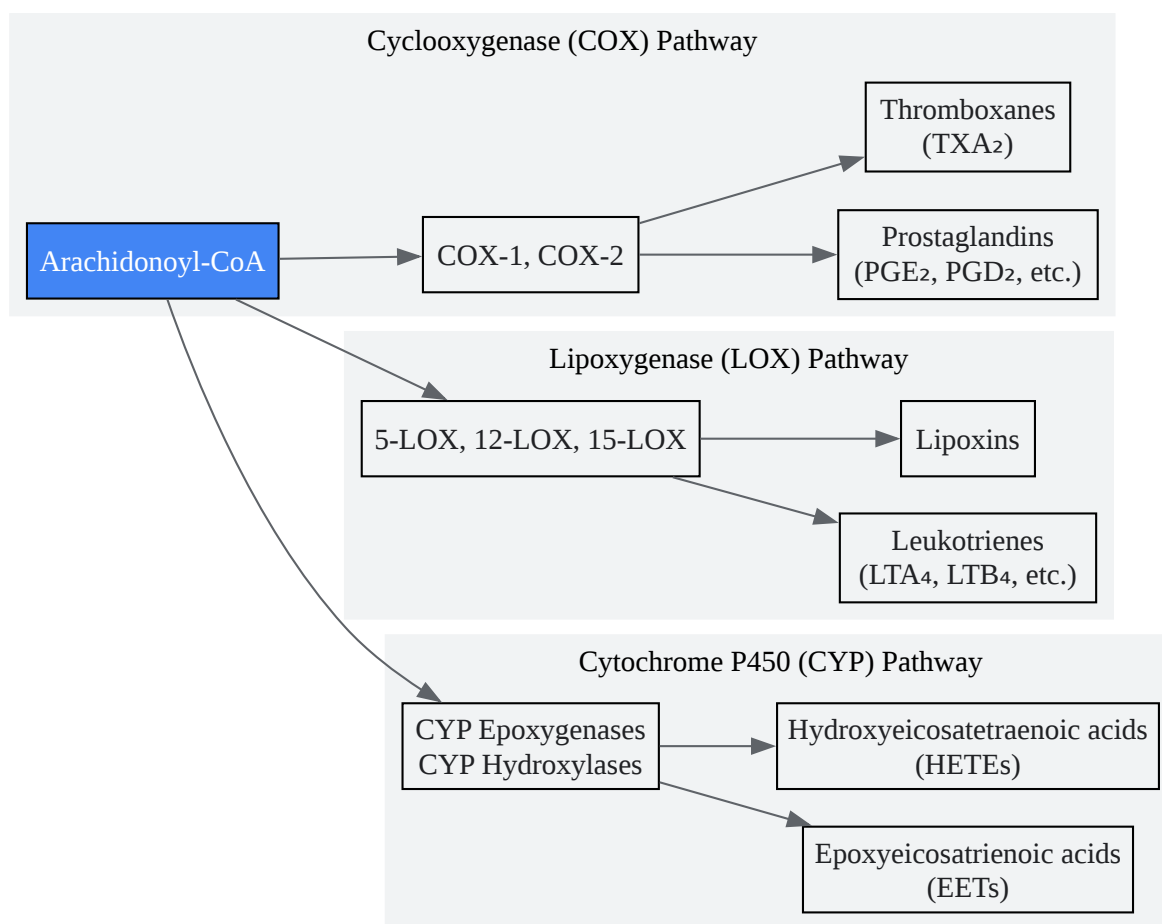 Cyclooxygenase (COX) Pathway
Thromboxanes
(TXA₂)
Arachidonoyl-CoA
COX-1, COX-2
Prostaglandins
(PGE₂, PGD₂, etc.)
Lipoxygenase (LOX) Pathway
5-LOX, 12-LOX, 15-LOX
Lipoxins
Leukotrienes
(LTA₄, LTB₄, etc.)
Cytochrome P450 (CYP) Pathway
CYP Epoxygenases
CYP Hydroxylases
Hydroxyeicosatetraenoic acids
(HETEs)
Epoxyeicosatrienoic acids
(EETs)